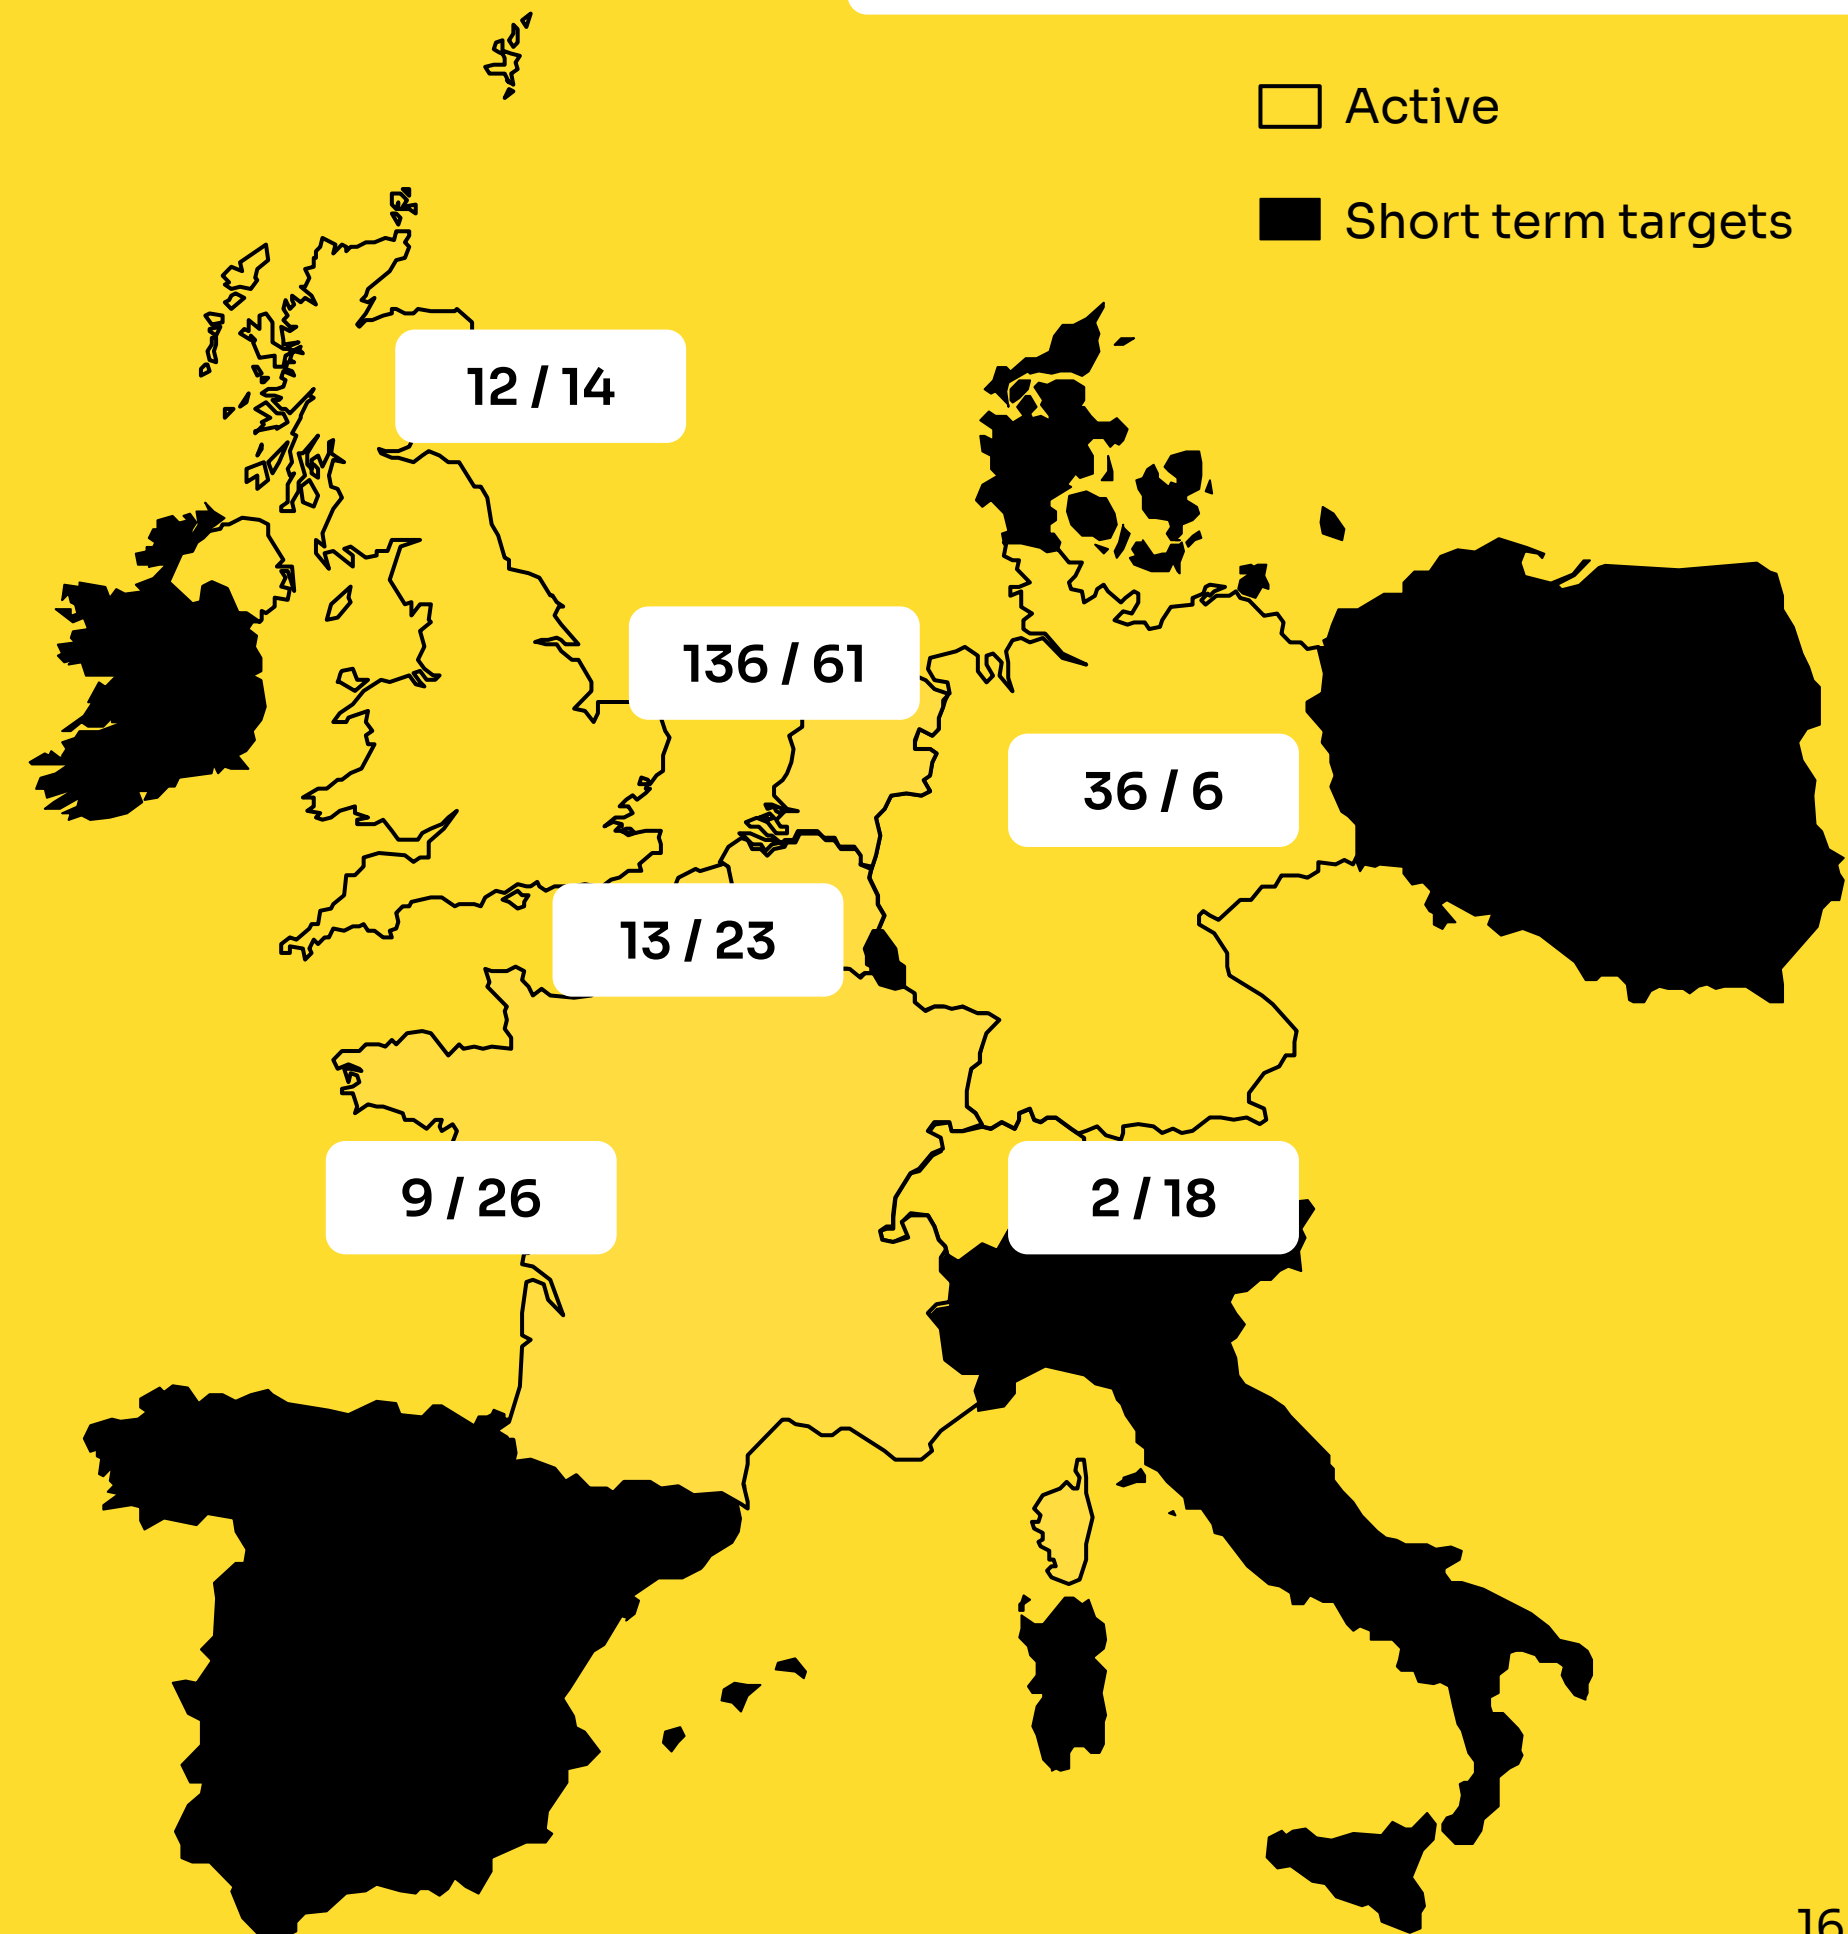 Active
Short term targets
12 / 14
136 / 61
36 / 6
13 / 23
9 / 26
2 / 18
16